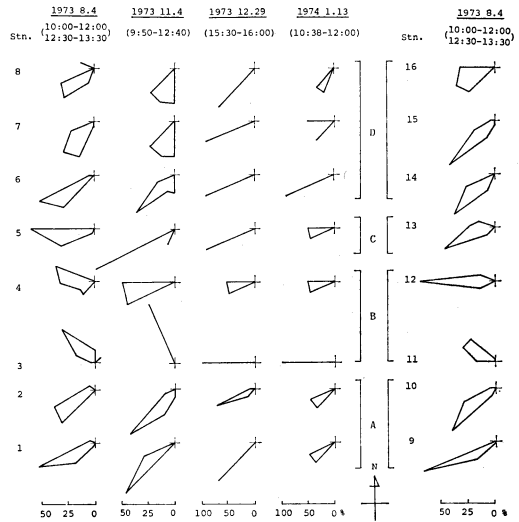 1973 8.4 1973 11.4 1973 12.29 1974 1.13 1973 8.4
Stn. (10:00-12:00 12:30-13:30) (9:50-12:40) (15:30-16:00) (10:38-12:00) Stn. (10:00-12:00 12:30-13:30)
8 16
7 D 15
6 14
5 C 13
4 B 12
3 11
2 A 10
1 9
N
50 25 0 50 25 0 100 50 0 100 50 0 % 50 25 0 %